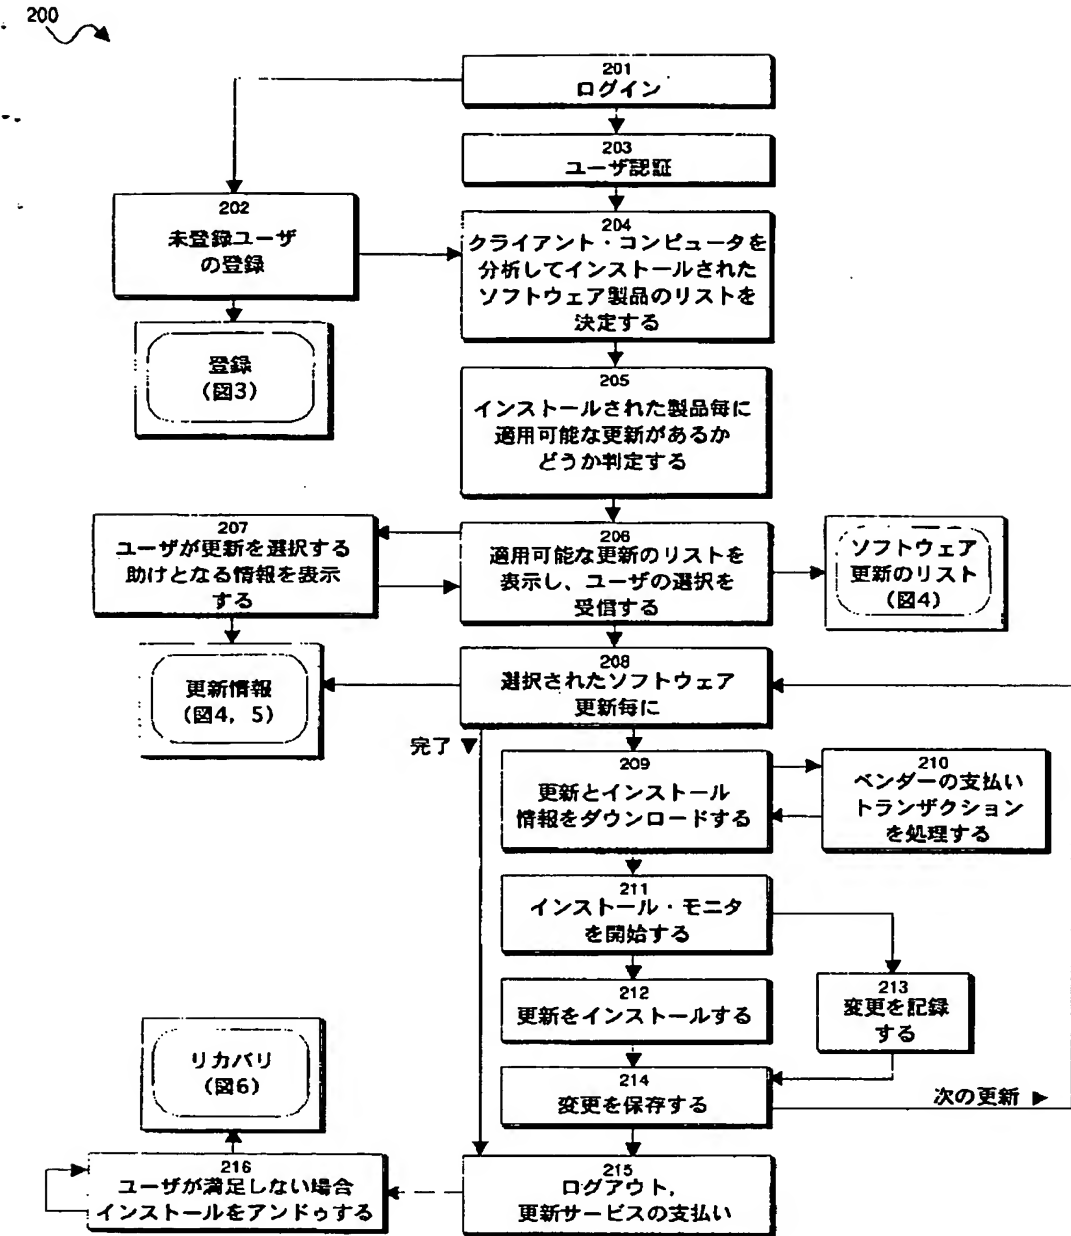 200
201
ログイン
203
ユーザ認証
202
未登録ユーザ
の登録
204
クライアント・コンピュータを
分析してインストールされた
ソフトウェア製品のリストを
決定する
登録
(図3)
205
インストールされた製品毎に
適用可能な更新があるか
どうか判定する
207
ユーザが更新を選択する
助けとなる情報を表示
する
206
適用可能な更新のリストを
表示し、ユーザの選択を
受信する
ソフトウェア
更新のリスト
(図4)
更新情報
(図4, 5)
208
選択されたソフトウェア
更新毎に
完了
209
更新とインストール
情報をダウンロードする
210
ベンダーの支払い
トランザクション
を処理する
211
インストール・モニタ
を開始する
212
更新をインストールする
213
変更を記録
する
リカバリ
(図6)
214
変更を保存する
次の更新
216
ユーザが満足しない場合
インストールをアンドゥする
215
ログアウト,
更新サービスの支払い